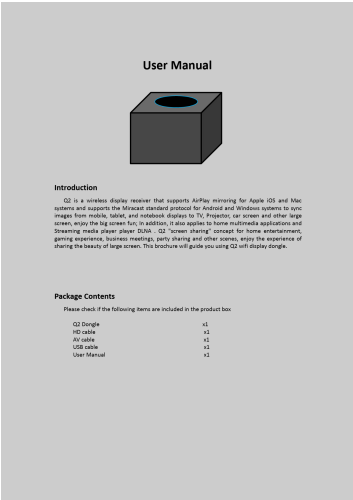 User Manual
Introduction
Q2 is a wireless display receiver that supports AirPlay mirroring for Apple iOS and Mac
systems and supports the Miracast standard protocol for Android and Windows systems to sync
images from mobile, tablet, and notebook displays to TV, Projector, car screen and other large
screen, enjoy the big screen fun; In addition, it also applies to home multimedia applications and
Streaming media player player DLNA . Q2 "screen sharing" concept for home entertainment,
gaming experience, business meetings, party sharing and other scenes, enjoy the experience of
sharing the beauty of large screen. This brochure will guide you using Q2 wifi display dongle.
Package Contents
Please check if the following items are included in the product box
Q2 Dongle x1
HD cable x1
AV cable x1
USB cable x1
User Manual x1